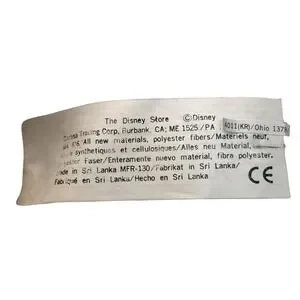 The Disney Store ©Disney
Trading Corp, Burbank, CA; ME 1525/PA 4011(KR)/Ohio 1378
All new materials, polyester fibers/Materiels neuf,
synthetiques et cellulosiques/Alles neu Material,
Faser/Enteramente nuevo material, fibra polyester.
made in Sri Lanka MFR-130/Fabrikat in Sri Lanka/
Fabriqué en Sri Lanka/Hecho en Sri Lanka
CE